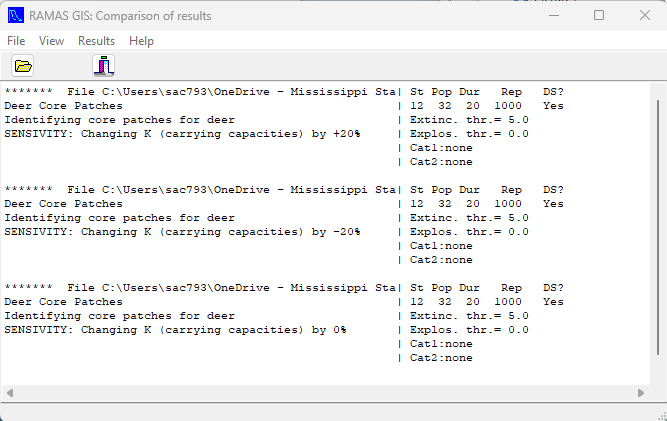 RAMAS GIS: Comparison of results
File View Results Help
******* File C:\Users\sac793\OneDrive - Mississippi Sta| St Pop Dur Rep DS?
Deer Core Patches | 12 32 20 1000 Yes
Identifying core patches for deer | Extinc. thr.= 5.0
SENSIVITY: Changing K (carrying capacities) by +20% | Explos. thr.= 0.0
| Cat1:none
| Cat2:none
******* File C:\Users\sac793\OneDrive - Mississippi Sta| St Pop Dur Rep DS?
Deer Core Patches | 12 32 20 1000 Yes
Identifying core patches for deer | Extinc. thr.= 5.0
SENSIVITY: Changing K (carrying capacities) by -20% | Explos. thr.= 0.0
| Cat1:none
| Cat2:none
******* File C:\Users\sac793\OneDrive - Mississippi Sta| St Pop Dur Rep DS?
Deer Core Patches | 12 32 20 1000 Yes
Identifying core patches for deer | Extinc. thr.= 5.0
SENSIVITY: Changing K (carrying capacities) by 0% | Explos. thr.= 0.0
| Cat1:none
| Cat2:none